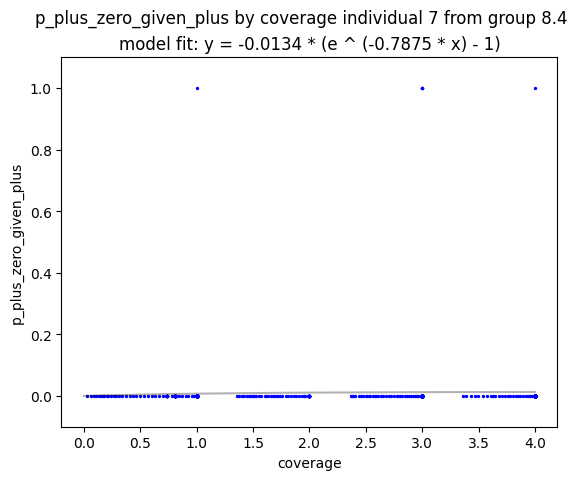 p_plus_zero_given_plus by coverage individual 7 from group 8.4
model fit: y = -0.0134 * (e ^ (-0.7875 * x) - 1)
p_plus_zero_given_plus
1.0
0.8
0.6
0.4
0.2
0.0
0.0 0.5 1.0 1.5 2.0 2.5 3.0 3.5 4.0
coverage